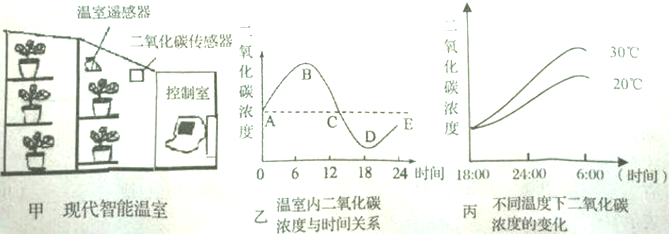 温室遥感器
二氧化碳传感器
控制室
甲 现代智能温室
二氧化碳浓度
A
B
C
D
E
0 6 12 18 24 时间
乙 温室内二氧化碳
浓度与时间关系
二氧化碳浓度
30℃
20℃
18:00 24:00 6:00 (时间)
丙 不同温度下二氧化碳
浓度的变化